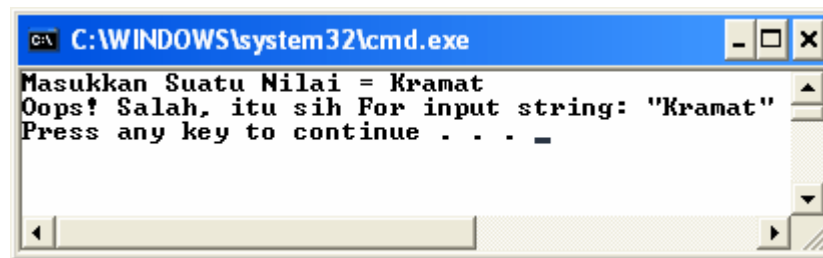 C:\WINDOWS\system32\cmd.exe
Masukkan Suatu Nilai = Kramat
Oops! Salah, itu sih For input string: "Kramat"
Press any key to continue . . . _